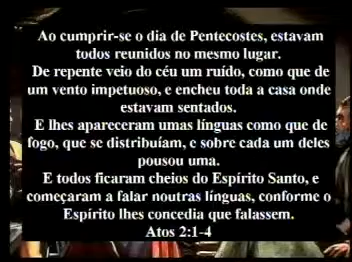 Ao cumprir-se o dia de Pentecostes, estavam
todos reunidos no mesmo lugar.
De repente veio do céu um ruído, como que de
um vento impetuoso, e encheu toda a casa onde
estavam sentados.
E lhes apareceram umas línguas como que de
fogo, que se distribuíam, e sobre cada um deles
pousou uma.
E todos ficaram cheios do Espírito Santo, e
começaram a falar noutras línguas, conforme o
Espírito lhes concedia que falassem.
Atos 2:1-4